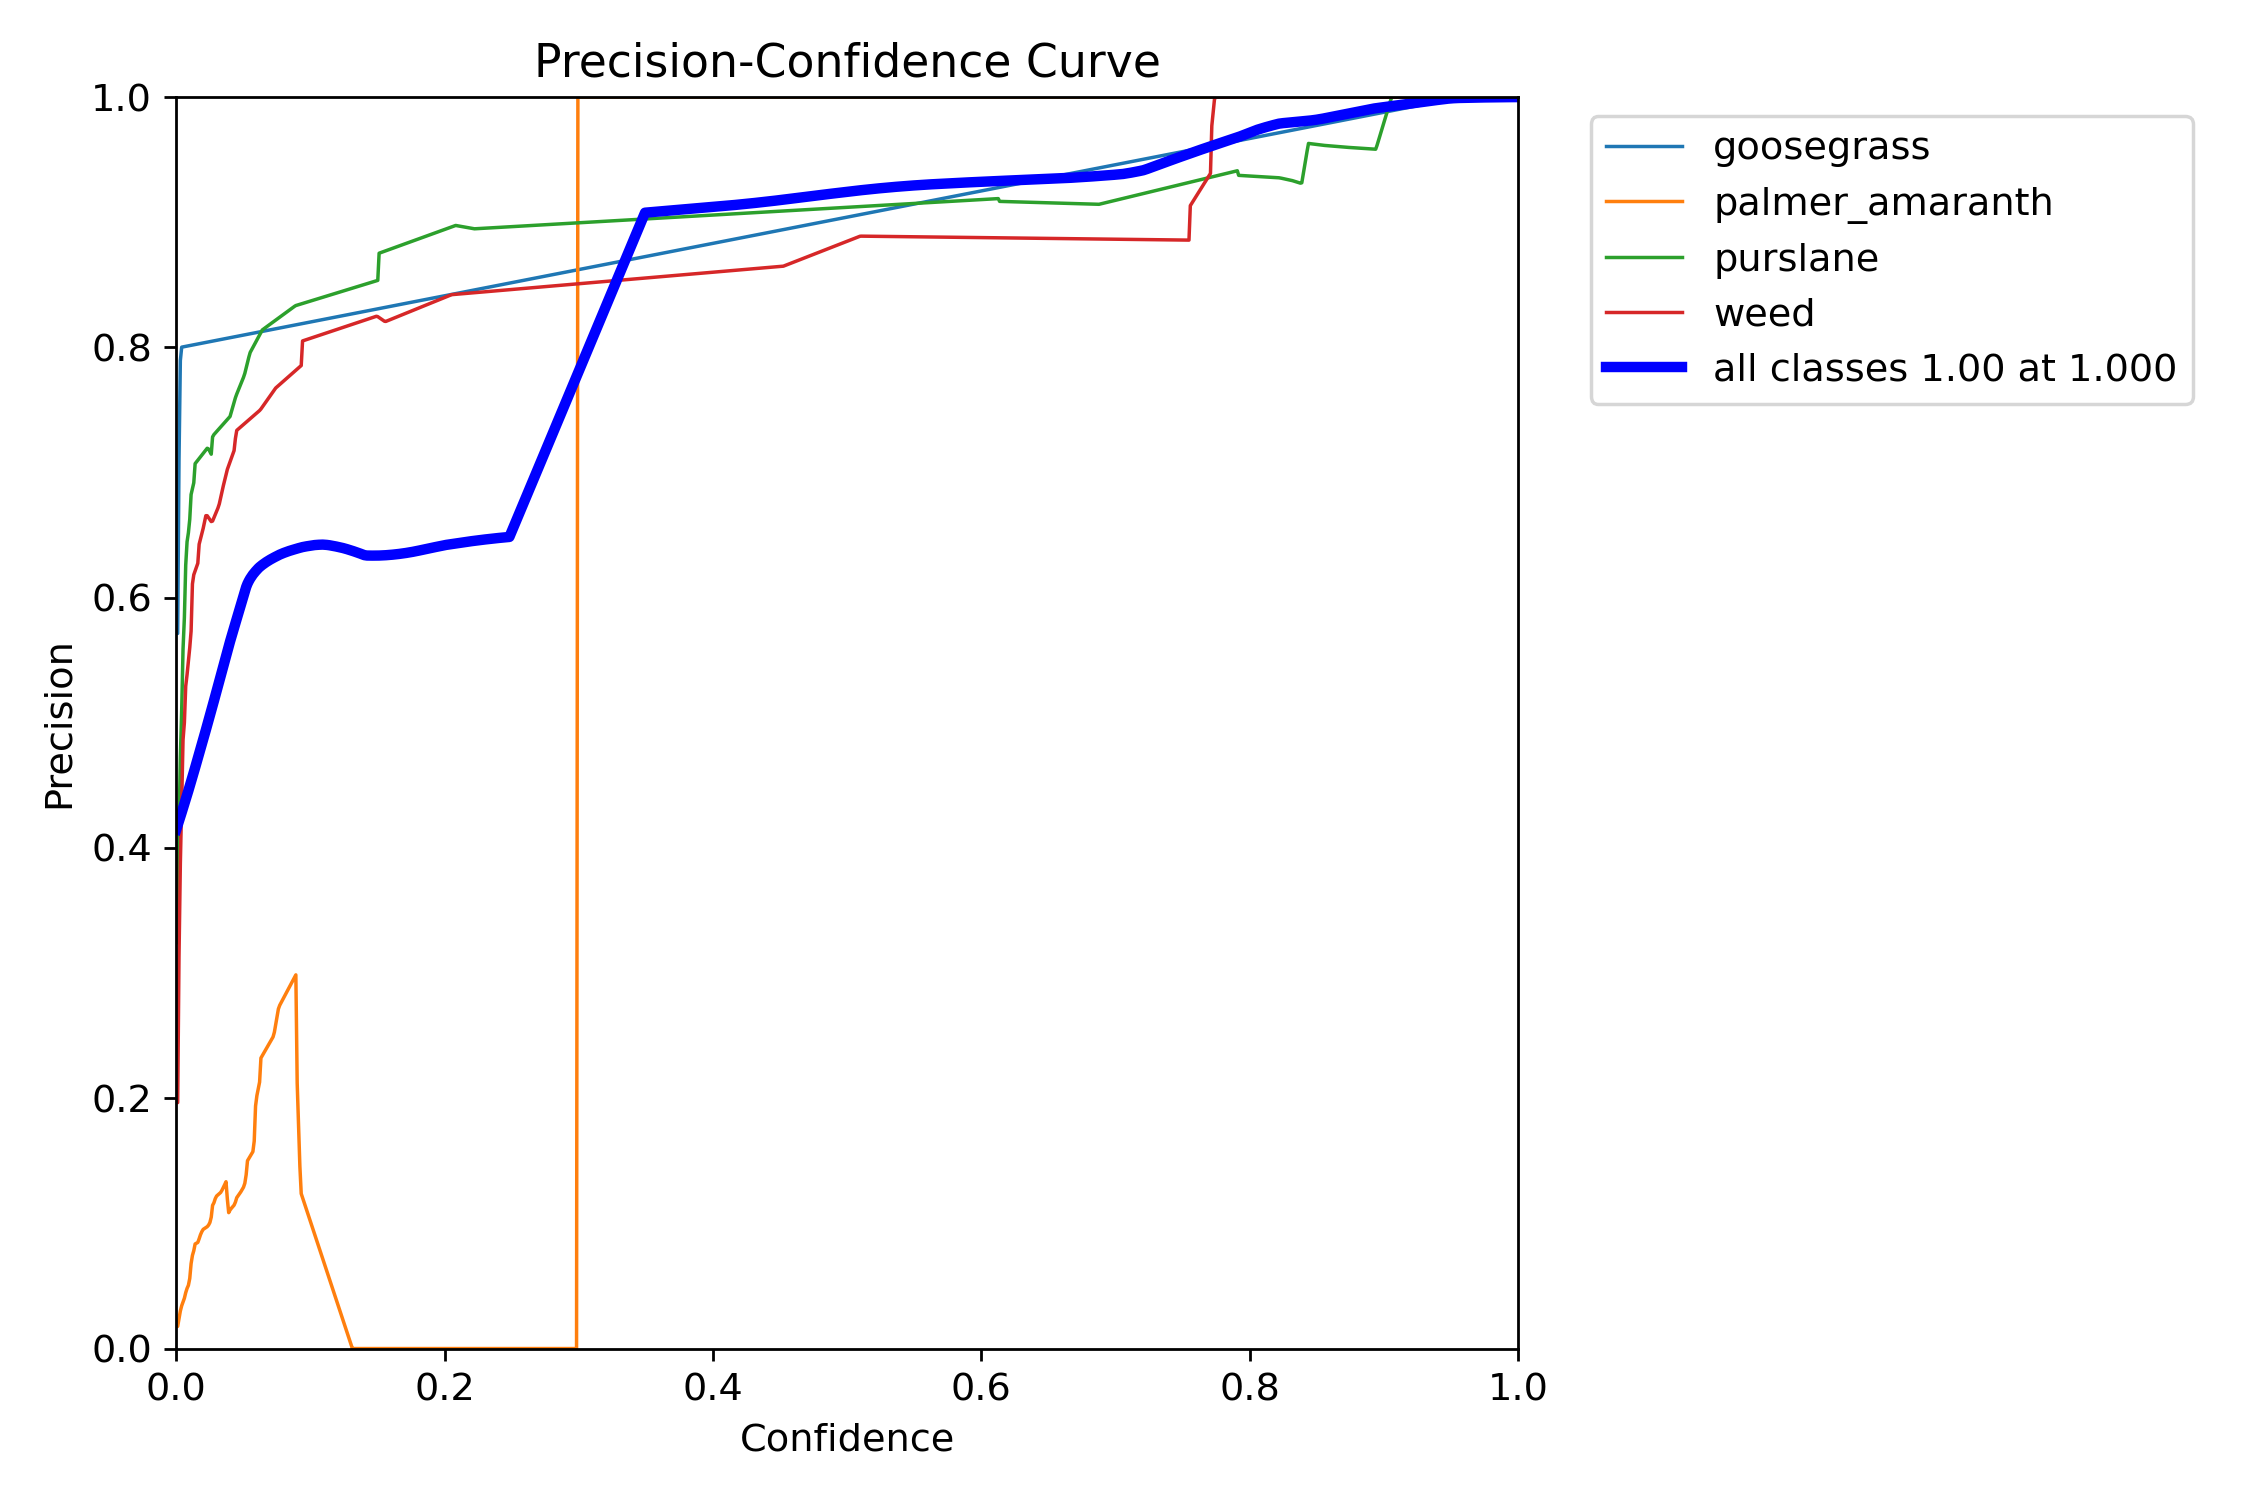 Precision-Confidence Curve
1.0
0.8
0.6
0.4
0.2
0.0
Precision
0.0 0.2 0.4 0.6 0.8 1.0
Confidence
goosegrass
palmer_amaranth
purslane
weed
all classes 1.00 at 1.000